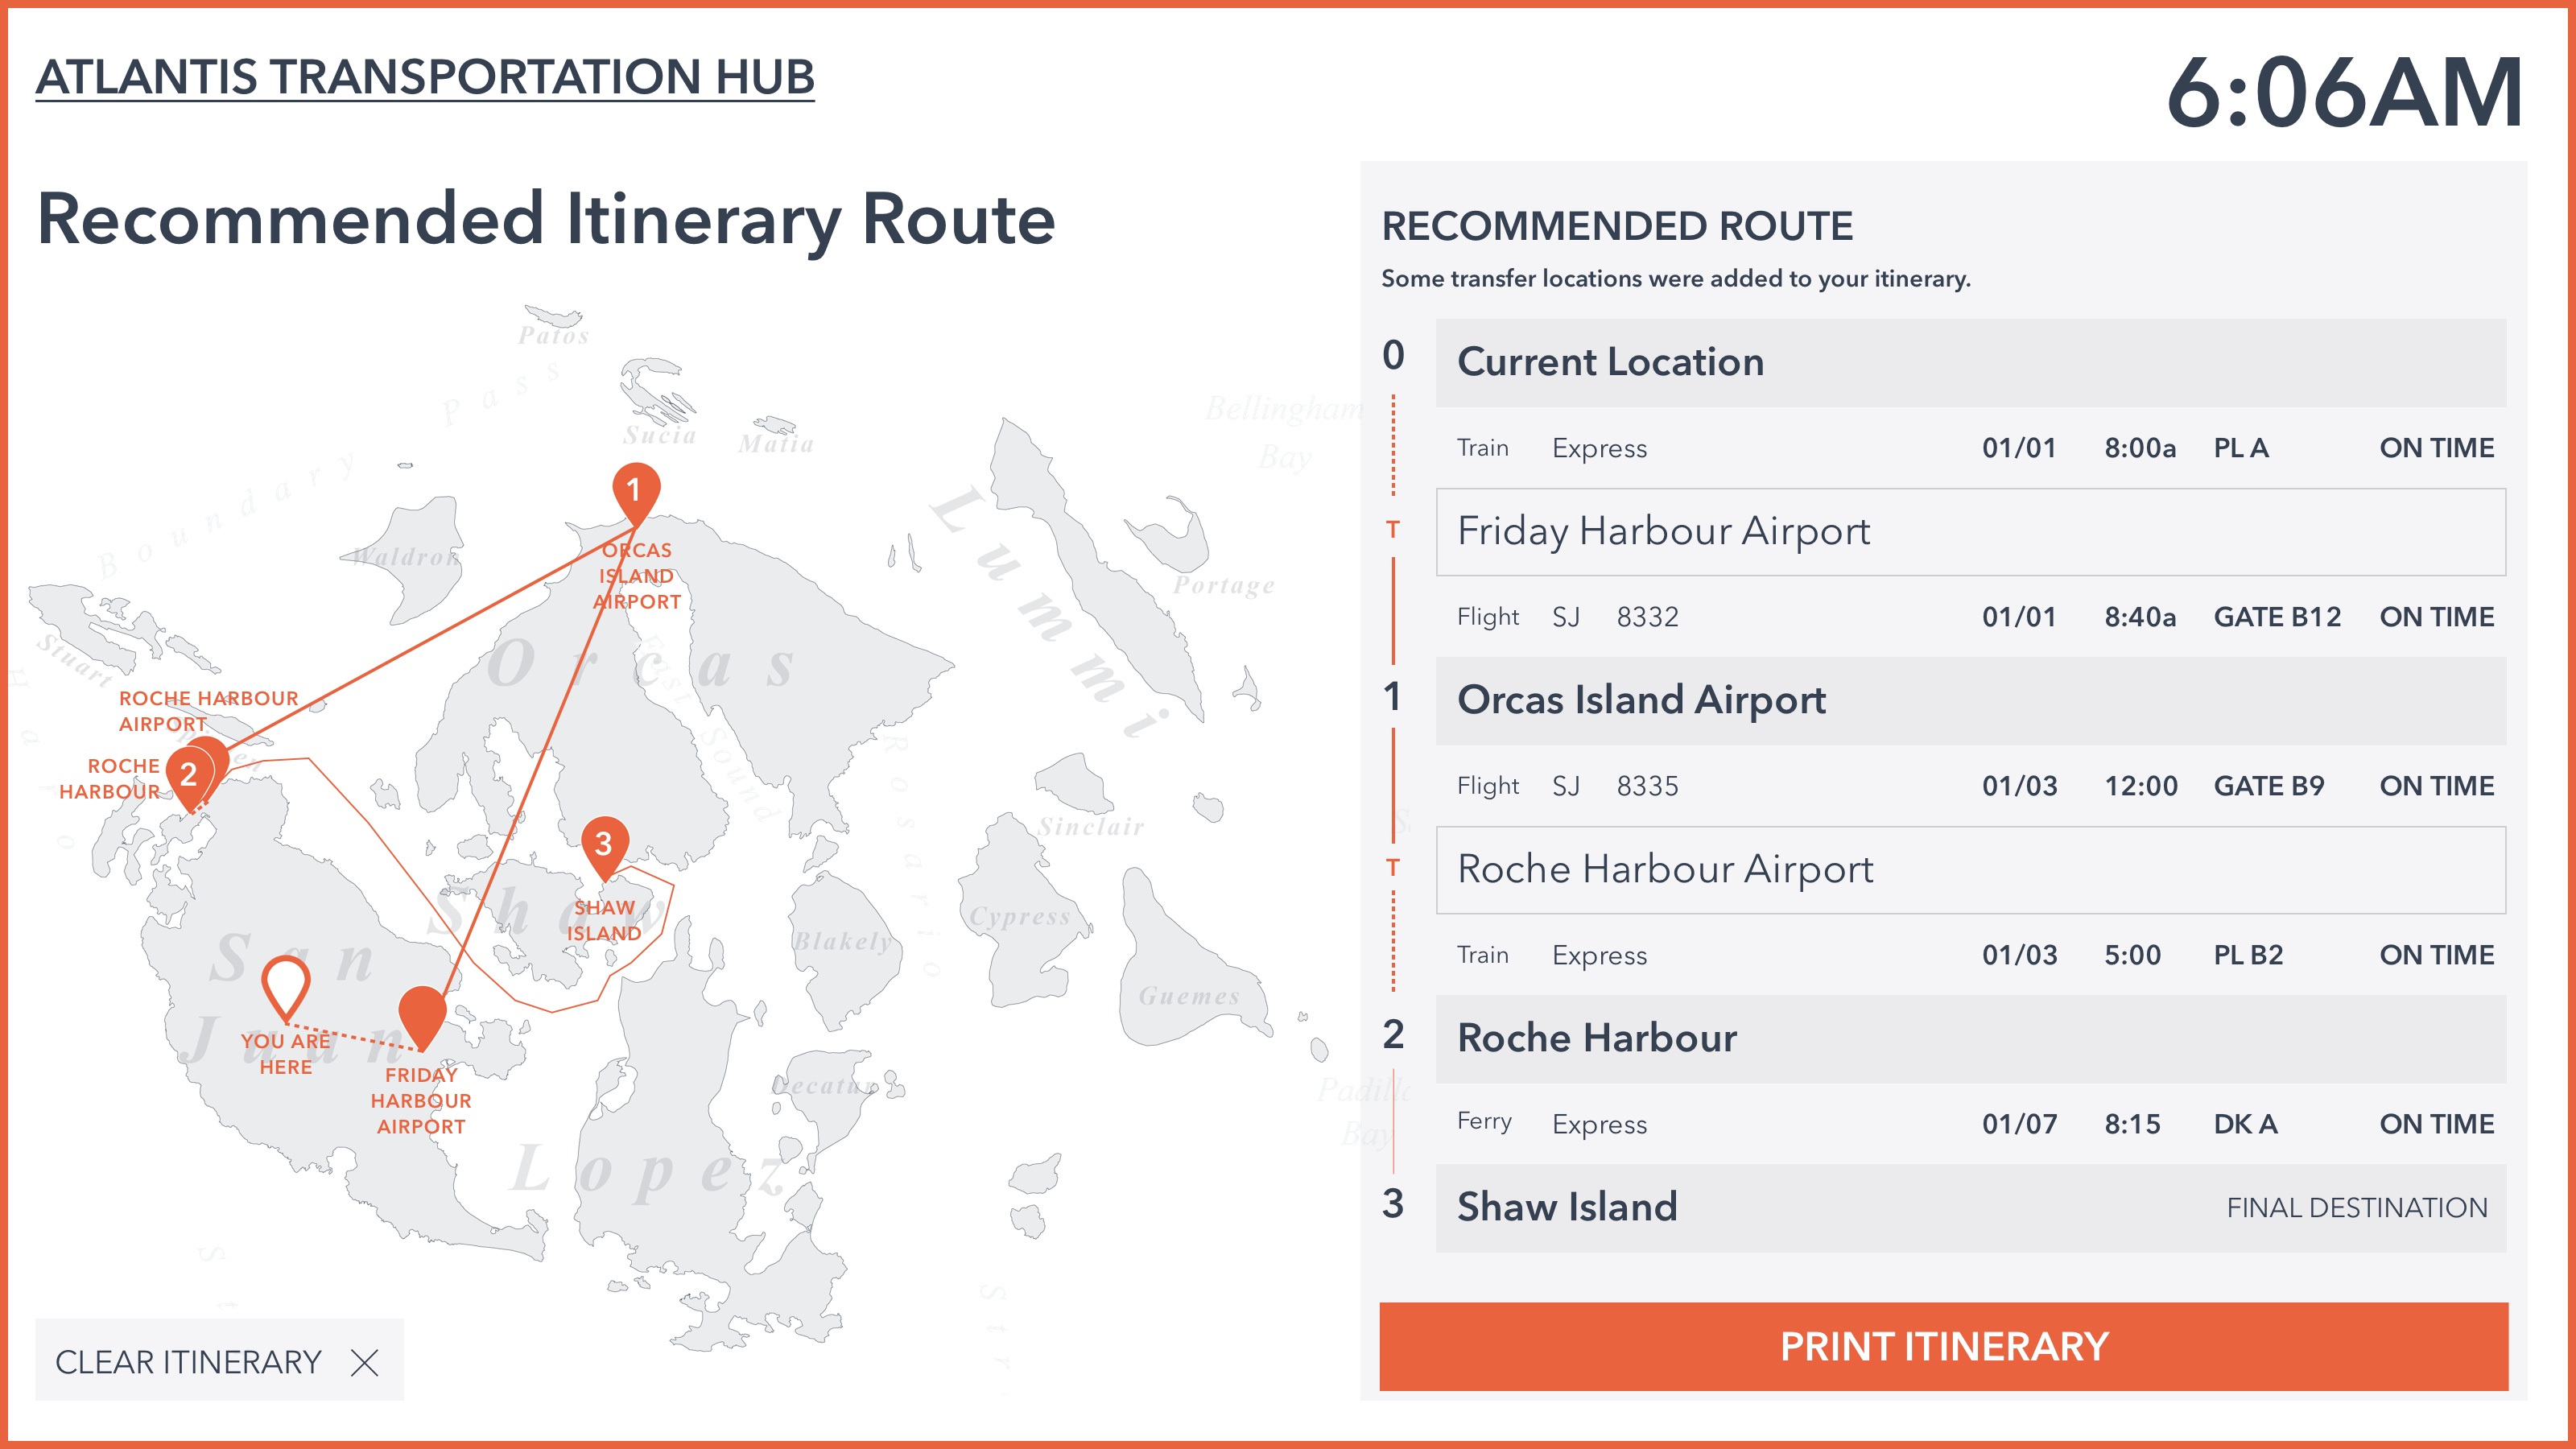 ATLANTIS TRANSPORTATION HUB
6:06AM
Recommended Itinerary Route
Patos
Boundary Pass
Sucia
Matia
Bellingham
Bay
1
Waldron
ORCAS
ISLAND
AIRPORT
Lummi
Portage
Stuart
Orcas
East Sound
ROCHE HARBOUR
AIRPORT
ROCHE
HARBOUR
2
Haro
Rosario
Sinclair
3
Shaw
SHAW
ISLAND
Blakely
Cypress
Guemes
San
Juan
YOU ARE
HERE
FRIDAY
HARBOUR
AIRPORT
Decatur
Lopez
Padilla
Bay
St
Str
CLEAR ITINERARY
RECOMMENDED ROUTE
Some transfer locations were added to your itinerary.
0 Current Location
Train Express 01/01 8:00a PL A ON TIME
T Friday Harbour Airport
Flight SJ 8332 01/01 8:40a GATE B12 ON TIME
1 Orcas Island Airport
Flight SJ 8335 01/03 12:00 GATE B9 ON TIME
T Roche Harbour Airport
Train Express 01/03 5:00 PL B2 ON TIME
2 Roche Harbour
Ferry Express 01/07 8:15 DK A ON TIME
3 Shaw Island FINAL DESTINATION
PRINT ITINERARY